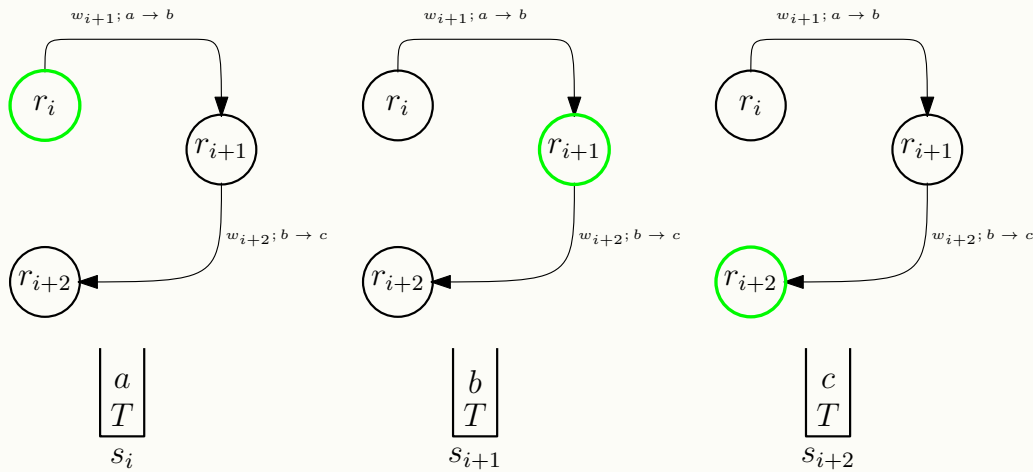 w_{i+1}; a → b
r_i
r_{i+1}
w_{i+2}; b → c
r_{i+2}
a
T
s_i
w_{i+1}; a → b
r_i
r_{i+1}
w_{i+2}; b → c
r_{i+2}
b
T
s_{i+1}
w_{i+1}; a → b
r_i
r_{i+1}
w_{i+2}; b → c
r_{i+2}
c
T
s_{i+2}